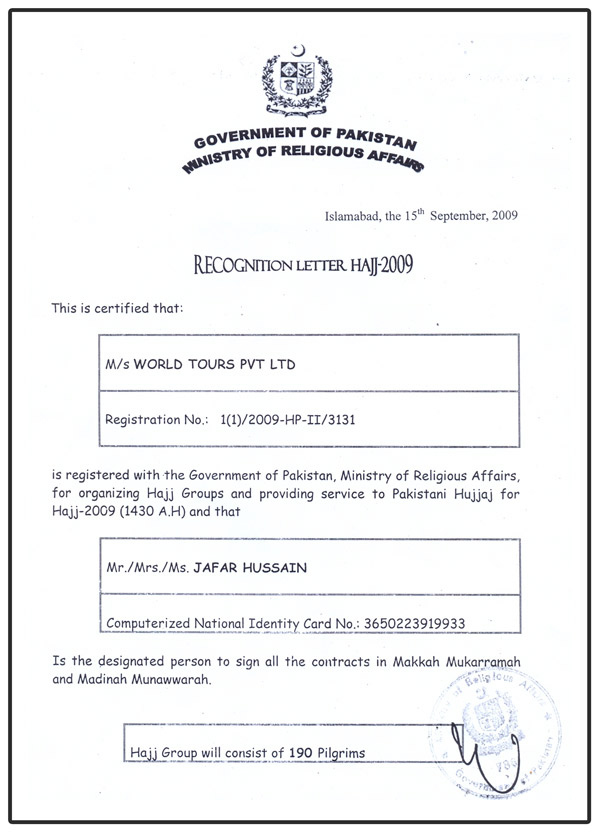 GOVERNMENT OF PAKISTAN
MINISTRY OF RELIGIOUS AFFAIRS
Islamabad, the 15th September, 2009
RECOGNITION LETTER HAJJ-2009
This is certified that:
M/s WORLD TOURS PVT LTD
Registration No.: 1(1)/2009-HP-II/3131
is registered with the Government of Pakistan, Ministry of Religious Affairs,
for organizing Hajj Groups and providing service to Pakistani Hujjaj for
Hajj-2009 (1430 A.H) and that
Mr./Mrs./Ms. JAFAR HUSSAIN
Computerized National Identity Card No.: 3650223919933
Is the designated person to sign all the contracts in Makkah Mukarramah
and Madinah Munawwarah.
of Religious Affairs
Hajj Group will consist of 190 Pilgrims
Government of Pakistan